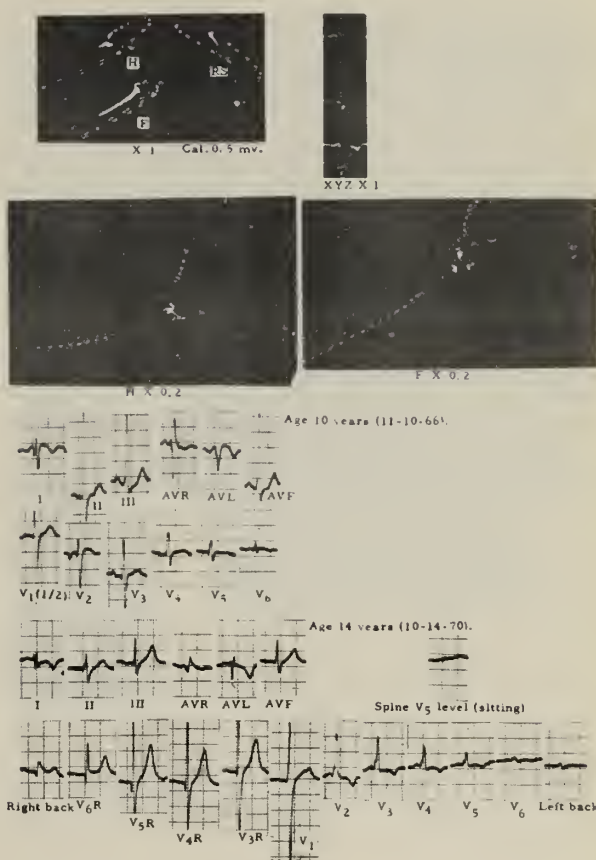 H
RS
F
X 1 Cal. 0.5 mv.
XYZ X 1
H X 0.2
F X 0.2
Age 10 years (11-10-66).
I II III AVR AVL AVF
V1(1/2) V2 V3 V4 V5 V6
Age 14 years (10-14-70).
I II III AVR AVL AVF
Spine V5 level (sitting)
Right back V6R V5R V4R V3R V1 V2 V3 V4 V5 V6 Left back